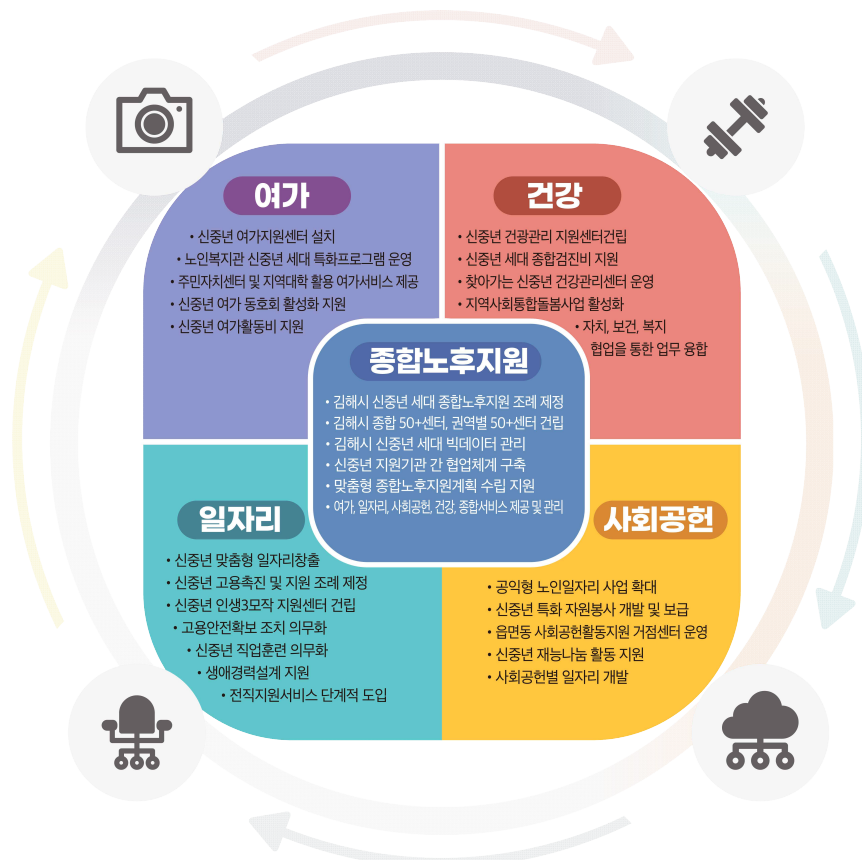 여가
• 신중년 여가지원센터 설치
• 노인복지관 신중년 세대 특화프로그램 운영
• 주민자치센터 및 지역대학 활용 여가서비스 제공
• 신중년 여가 동호회 활성화 지원
• 신중년 여가활동비 지원
건강
• 신중년 건광관리 지원센터건립
• 신중년 세대 종합검진비 지원
• 찾아가는 신중년 건강관리센터 운영
• 지역사회통합돌봄사업 활성화
• 자치, 보건, 복지
협업을 통한 업무 융합
종합노후지원
• 김해시 신중년 세대 종합노후지원 조례 제정
• 김해시 종합 50+센터, 권역별 50+센터 건립
• 김해시 신중년 세대 빅데이터 관리
• 신중년 지원기관 간 협업체계 구축
• 맞춤형 종합노후지원계획 수립 지원
• 여가, 일자리, 사회공헌, 건강, 종합서비스 제공 및 관리
일자리
• 신중년 맞춤형 일자리창출
• 신중년 고용촉진 및 지원 조례 제정
• 신중년 인생3모작 지원센터 건립
• 고용안전확보 조치 의무화
• 신중년 직업훈련 의무화
• 생애경력설계 지원
• 전직지원서비스 단계적 도입
사회공헌
• 공익형 노인일자리 사업 확대
• 신중년 특화 자원봉사 개발 및 보급
• 읍면동 사회공헌활동지원 거점센터 운영
• 신중년 재능나눔 활동 지원
• 사회공헌별 일자리 개발